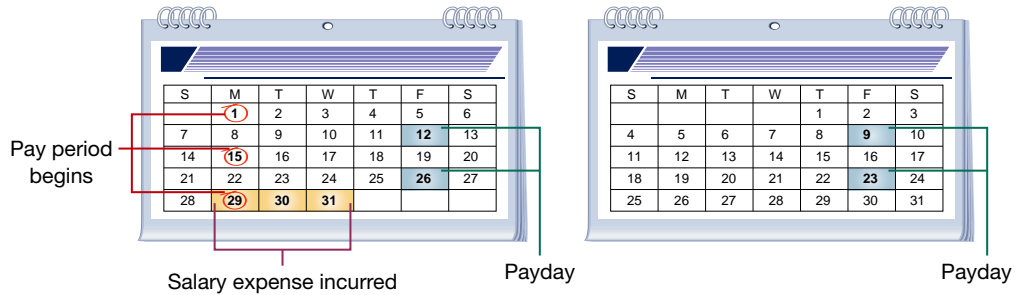 S M T W T F S
1 2 3 4 5 6
7 8 9 10 11 12 13
14 15 16 17 18 19 20
21 22 23 24 25 26 27
28 29 30 31
Pay period
begins
Salary expense incurred
Payday
S M T W T F S
1 2 3
4 5 6 7 8 9 10
11 12 13 14 15 16 17
18 19 20 21 22 23 24
25 26 27 28 29 30 31
Payday